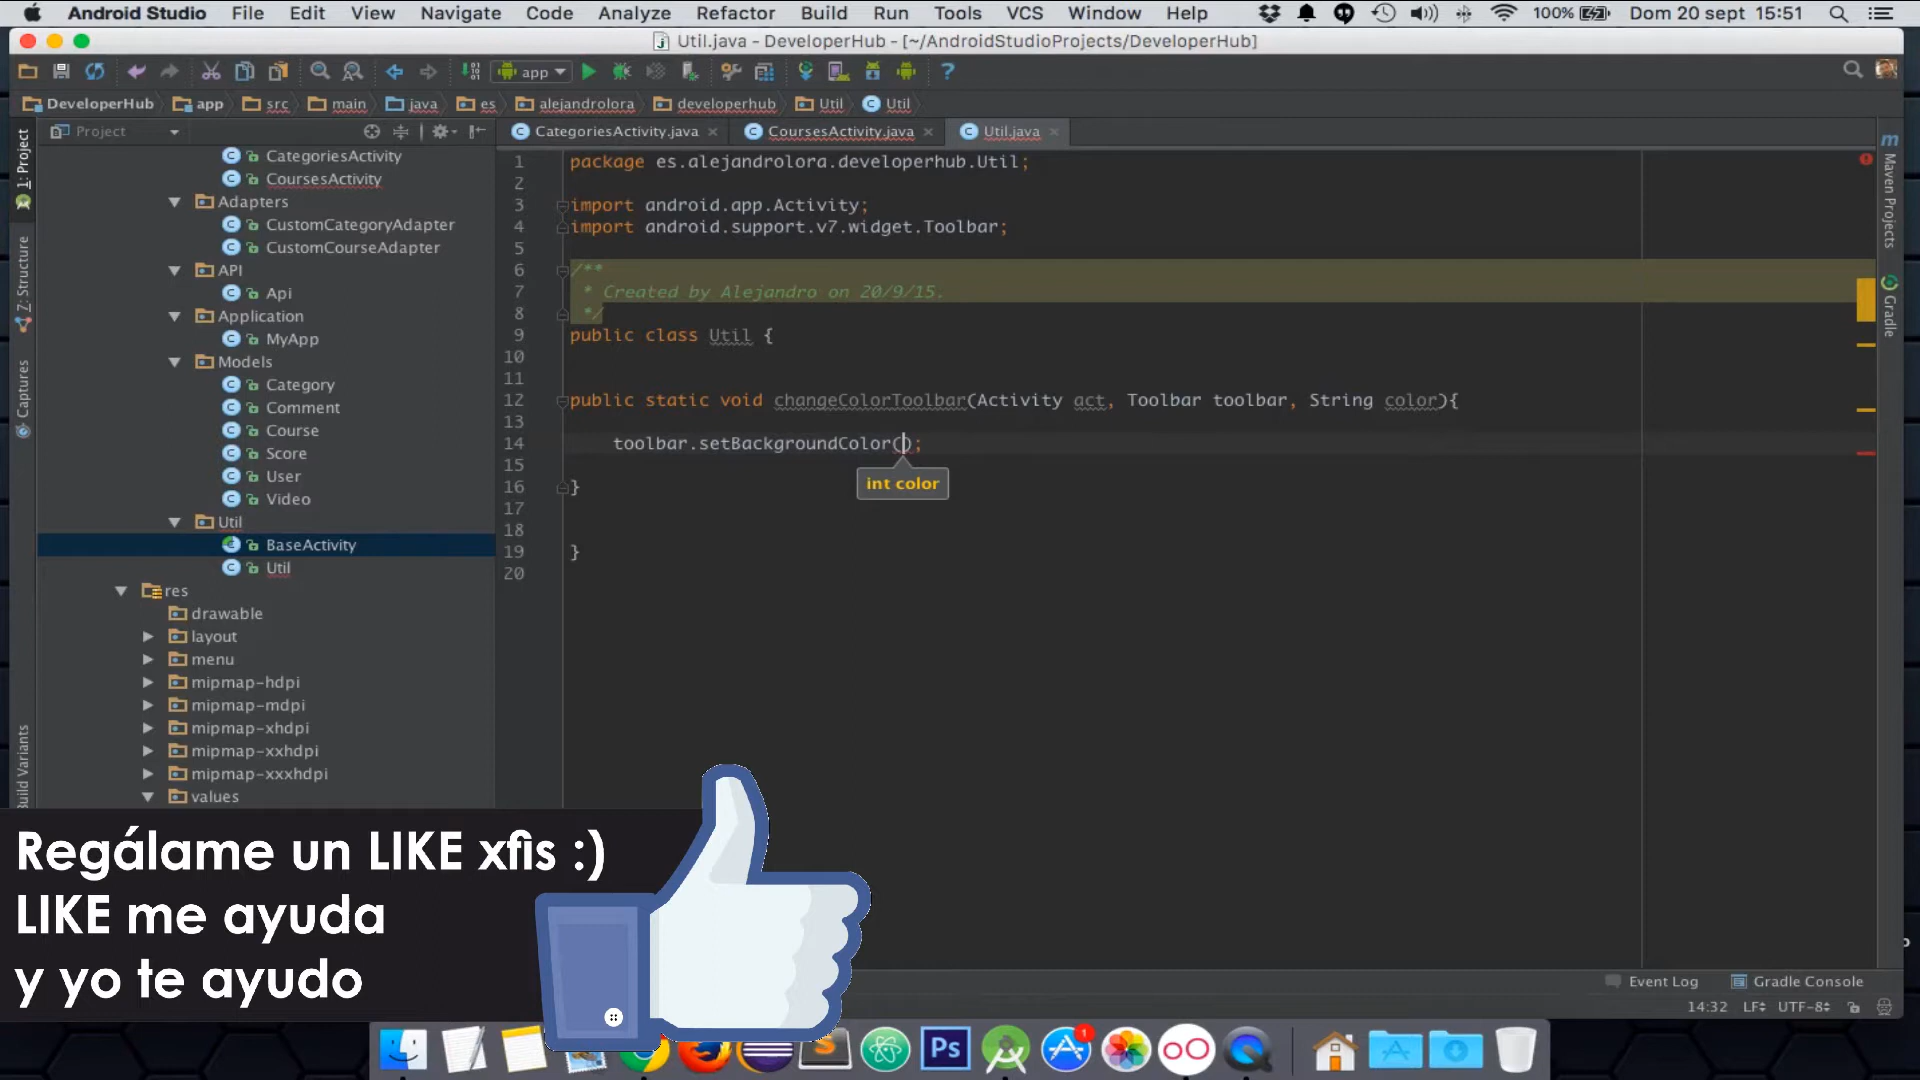 Android Studio File Edit View Navigate Code Analyze Refactor Build Run Tools VCS Window Help 100% Dom 20 sept 15:51
Util.java - DeveloperHub - [~/AndroidStudioProjects/DeveloperHub]
app
DeveloperHub app src main java es alejandrolora developerhub Util Util
Project
CategoriesActivity.java CoursesActivity.java Util.java
1: Project
7: Structure
Captures
Build Variants
CategoriesActivity
CoursesActivity
Adapters
CustomCategoryAdapter
CustomCourseAdapter
API
Api
Application
MyApp
Models
Category
Comment
Course
Score
User
Video
Util
BaseActivity
Util
res
drawable
layout
menu
mipmap-hdpi
mipmap-mdpi
mipmap-xhdpi
mipmap-xxhdpi
mipmap-xxxhdpi
values
1 package es.alejandrolora.developerhub.Util;
2
3 import android.app.Activity;
4 import android.support.v7.widget.Toolbar;
5
6 /**
7 * Created by Alejandro on 20/9/15.
8 */
9 public class Util {
10
11
12 public static void changeColorToolbar(Activity act, Toolbar toolbar, String color){
13
14 toolbar.setBackgroundColor();
int color
15
16 }
17
18
19 }
20
Maven Projects
Gradle
Regálame un LIKE xfis :)
LIKE me ayuda
y yo te ayudo
Event Log Gradle Console
14:32 LF UTF-8
Ps
1